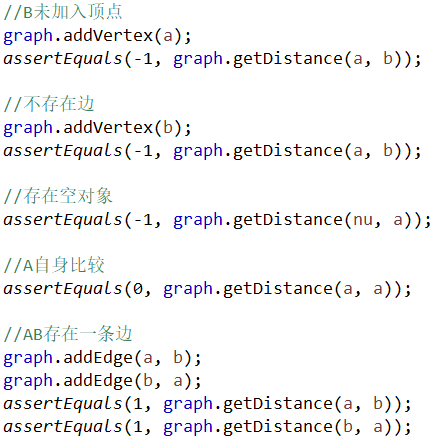 //B未加入顶点
graph.addVertex(a);
assertEquals(-1, graph.getDistance(a, b));
//不存在边
graph.addVertex(b);
assertEquals(-1, graph.getDistance(a, b));
//存在空对象
assertEquals(-1, graph.getDistance(nu, a));
//A自身比较
assertEquals(0, graph.getDistance(a, a));
//AB存在一条边
graph.addEdge(a, b);
graph.addEdge(b, a);
assertEquals(1, graph.getDistance(a, b));
assertEquals(1, graph.getDistance(b, a));